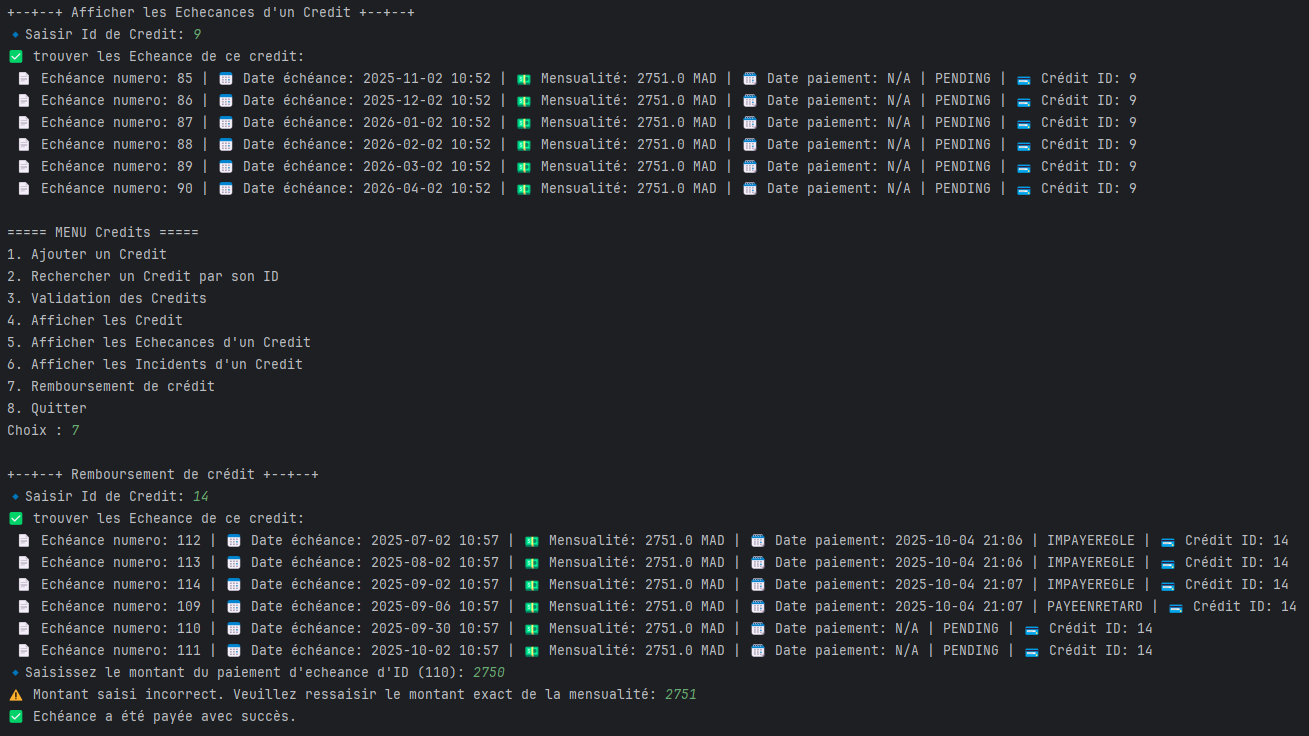 +--+--+ Afficher les Echecances d'un Credit +--+--+
🔹Saisir Id de Credit: 9
✅ trouver les Echeance de ce credit:
📄 Echéance numero: 85 | 📅 Date échéance: 2025-11-02 10:52 | 💵 Mensualité: 2751.0 MAD | 🗓 Date paiement: N/A | PENDING | 💳 Crédit ID: 9
📄 Echéance numero: 86 | 📅 Date échéance: 2025-12-02 10:52 | 💵 Mensualité: 2751.0 MAD | 🗓 Date paiement: N/A | PENDING | 💳 Crédit ID: 9
📄 Echéance numero: 87 | 📅 Date échéance: 2026-01-02 10:52 | 💵 Mensualité: 2751.0 MAD | 🗓 Date paiement: N/A | PENDING | 💳 Crédit ID: 9
📄 Echéance numero: 88 | 📅 Date échéance: 2026-02-02 10:52 | 💵 Mensualité: 2751.0 MAD | 🗓 Date paiement: N/A | PENDING | 💳 Crédit ID: 9
📄 Echéance numero: 89 | 📅 Date échéance: 2026-03-02 10:52 | 💵 Mensualité: 2751.0 MAD | 🗓 Date paiement: N/A | PENDING | 💳 Crédit ID: 9
📄 Echéance numero: 90 | 📅 Date échéance: 2026-04-02 10:52 | 💵 Mensualité: 2751.0 MAD | 🗓 Date paiement: N/A | PENDING | 💳 Crédit ID: 9
===== MENU Credits =====
1. Ajouter un Credit
2. Rechercher un Credit par son ID
3. Validation des Credits
4. Afficher les Credit
5. Afficher les Echecances d'un Credit
6. Afficher les Incidents d'un Credit
7. Remboursement de crédit
8. Quitter
Choix : 7
+--+--+ Remboursement de crédit +--+--+
🔹Saisir Id de Credit: 14
✅ trouver les Echeance de ce credit:
📄 Echéance numero: 112 | 📅 Date échéance: 2025-07-02 10:57 | 💵 Mensualité: 2751.0 MAD | 🗓 Date paiement: 2025-10-04 21:06 | IMPAYEREGLE | 💳 Crédit ID: 14
📄 Echéance numero: 113 | 📅 Date échéance: 2025-08-02 10:57 | 💵 Mensualité: 2751.0 MAD | 🗓 Date paiement: 2025-10-04 21:06 | IMPAYEREGLE | 💳 Crédit ID: 14
📄 Echéance numero: 114 | 📅 Date échéance: 2025-09-02 10:57 | 💵 Mensualité: 2751.0 MAD | 🗓 Date paiement: 2025-10-04 21:07 | IMPAYEREGLE | 💳 Crédit ID: 14
📄 Echéance numero: 109 | 📅 Date échéance: 2025-09-06 10:57 | 💵 Mensualité: 2751.0 MAD | 🗓 Date paiement: 2025-10-04 21:07 | PAYEENRETARD | 💳 Crédit ID: 14
📄 Echéance numero: 110 | 📅 Date échéance: 2025-09-30 10:57 | 💵 Mensualité: 2751.0 MAD | 🗓 Date paiement: N/A | PENDING | 💳 Crédit ID: 14
📄 Echéance numero: 111 | 📅 Date échéance: 2025-10-02 10:57 | 💵 Mensualité: 2751.0 MAD | 🗓 Date paiement: N/A | PENDING | 💳 Crédit ID: 14
🔹Saisissez le montant du paiement d'echeance d'ID (110): 2750
⚠️ Montant saisi incorrect. Veuillez ressaisir le montant exact de la mensualité: 2751
✅ Echéance a été payée avec succès.